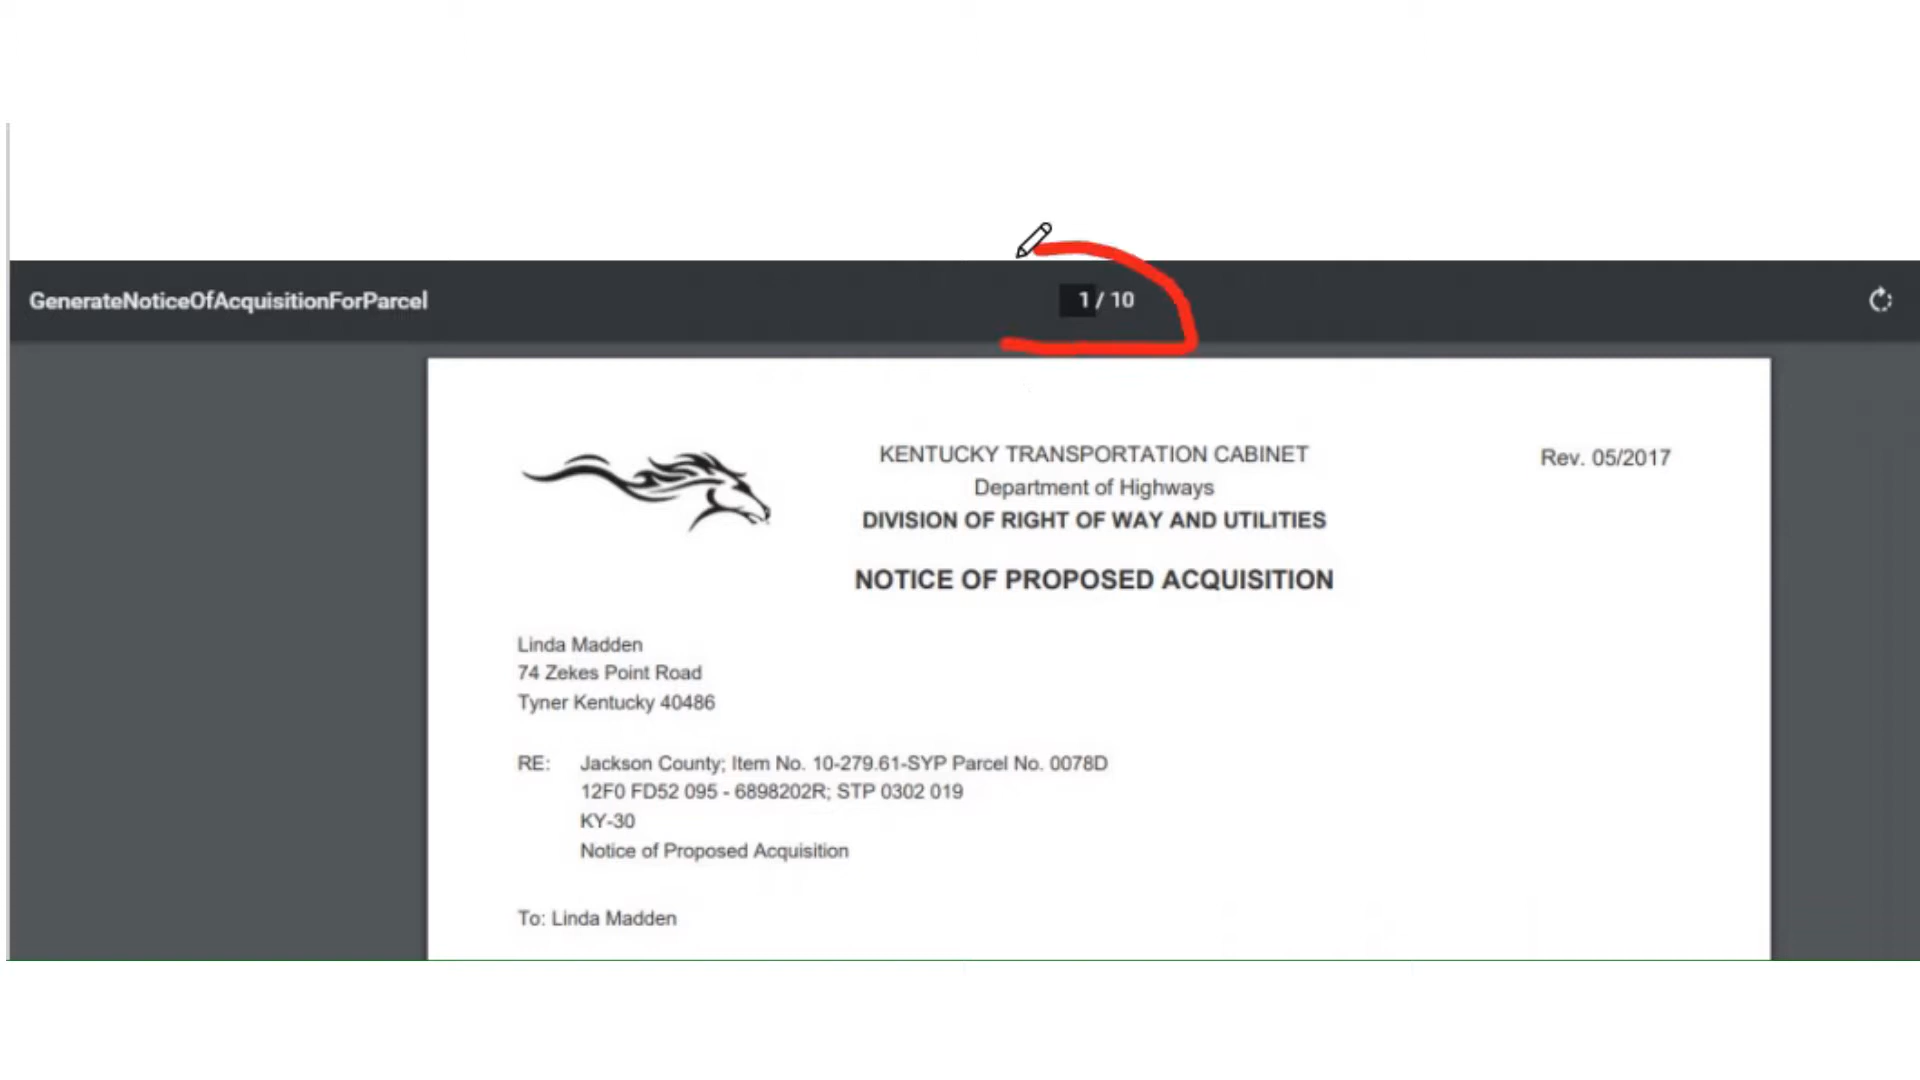 GenerateNoticeOfAcquisitionForParcel
1 / 10
KENTUCKY TRANSPORTATION CABINET
Rev. 05/2017
Department of Highways
DIVISION OF RIGHT OF WAY AND UTILITIES
NOTICE OF PROPOSED ACQUISITION
Linda Madden
74 Zekes Point Road
Tyner Kentucky 40486
RE: Jackson County; Item No. 10-279.61-SYP Parcel No. 0078D
12F0 FD52 095 - 6898202R; STP 0302 019
KY-30
Notice of Proposed Acquisition
To: Linda Madden